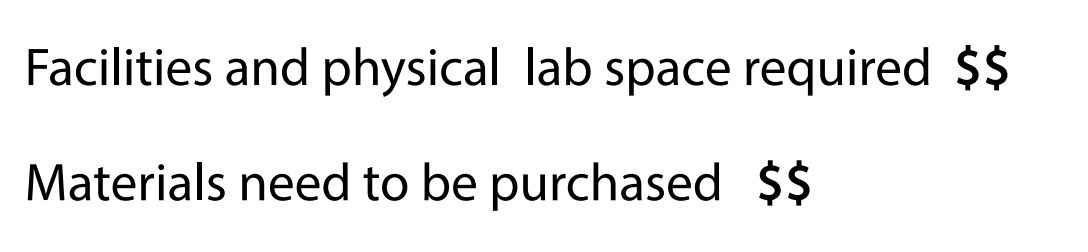 Facilities and physical lab space required $$
Materials need to be purchased $$